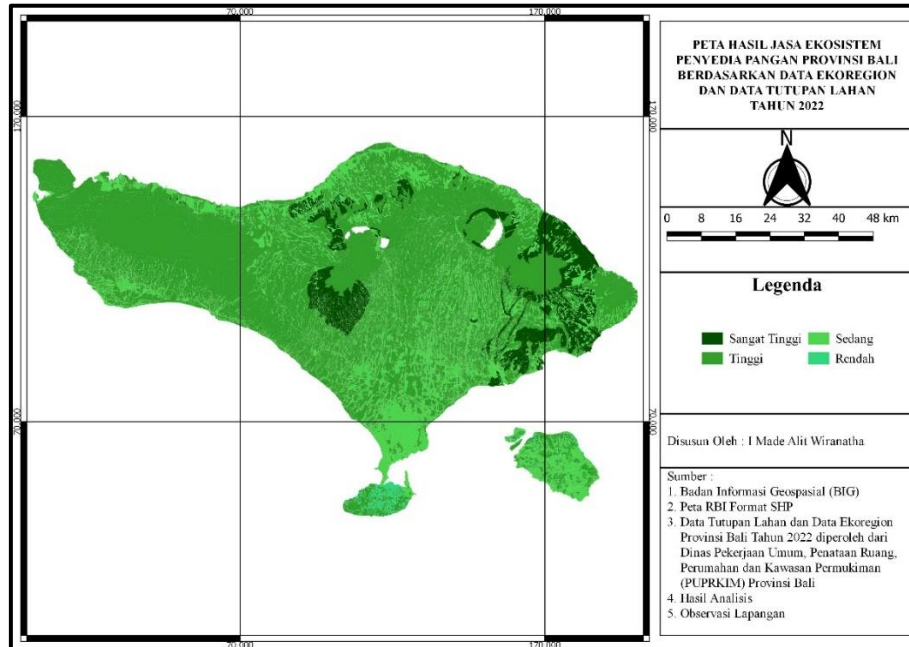 70,000
170,000
170,000
170,000
70,000
70,000
70,000
170,000
PETA HASIL JASA EKOSISTEM
PENYEDIA PANGAN PROVINSI BALI
BERDASARKAN DATA EKOREGION
DAN DATA TUTUPAN LAHAN
TAHUN 2022
N
0 8 16 24 32 40 48 km
Legenda
Sangat Tinggi
Sedang
Tinggi
Rendah
Disusun Oleh : I Made Alit Wiranatha
Sumber :
1. Badan Informasi Geospasial (BIG)
2. Peta RBI Format SHP
3. Data Tutupan Lahan dan Data Ekoregion
Provinsi Bali Tahun 2022 diperoleh dari
Dinas Pekerjaan Umum, Penataan Ruang,
Perumahan dan Kawasan Permukiman
(PUPRKIM) Provinsi Bali
4. Hasil Analisis
5. Observasi Lapangan